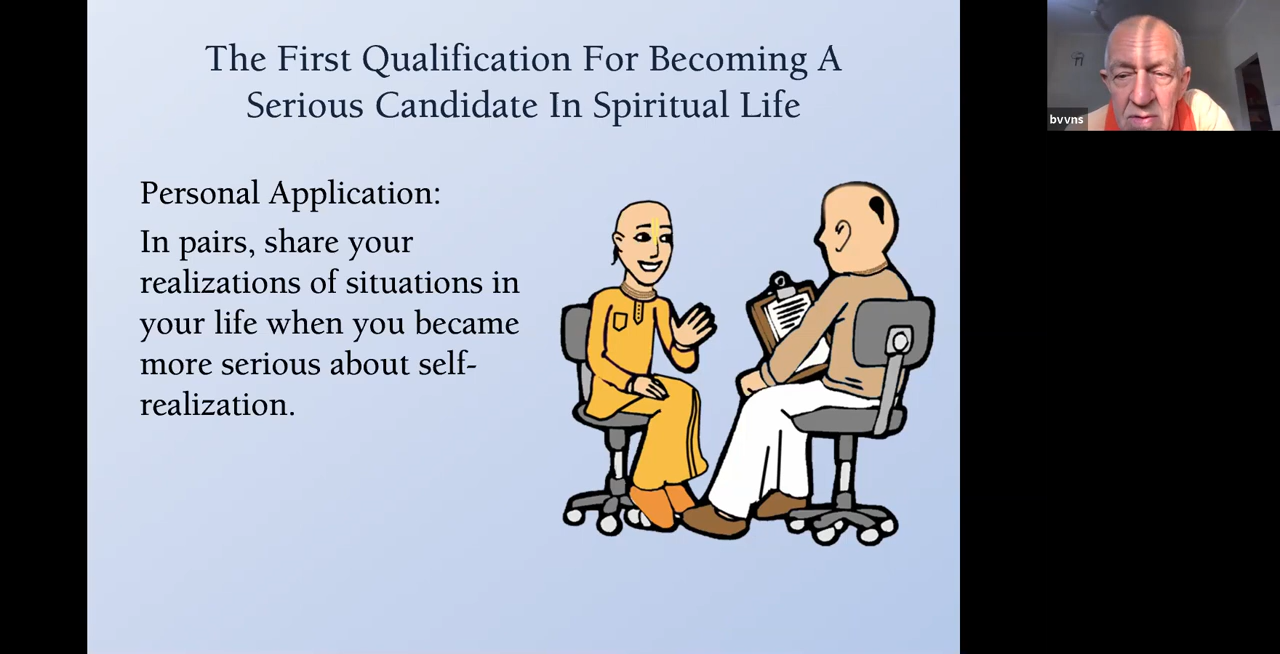 The First Qualification For Becoming A
Serious Candidate In Spiritual Life
Personal Application:
In pairs, share your
realizations of situations in
your life when you became
more serious about self-
realization.
bvvns